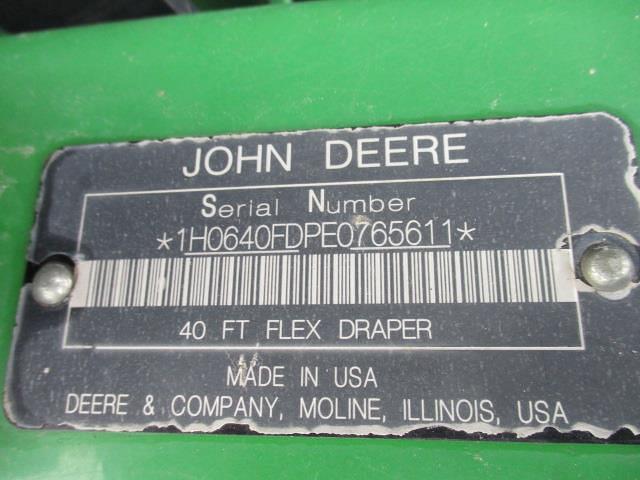 JOHN DEERE
Serial Number
*1H0640FDPE0765611*
40 FT FLEX DRAPER
MADE IN USA
DEERE & COMPANY, MOLINE, ILLINOIS, USA